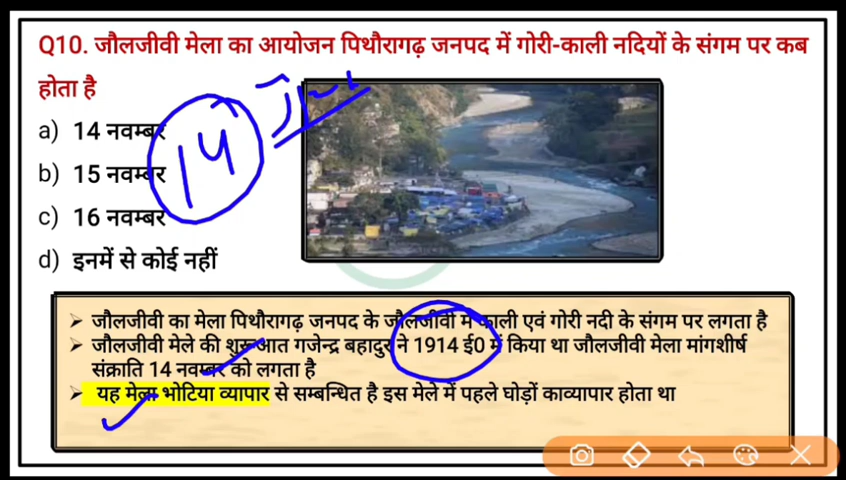 Q10. जौलजीवी मेला का आयोजन पिथौरागढ़ जनपद में गोरी-काली नदियों के संगम पर कब
होता है
a) 14 नवम्बर
b) 15 नवम्बर
c) 16 नवम्बर
d) इनमें से कोई नहीं
14
➤ जौलजीवी का मेला पिथौरागढ़ जनपद के जौलजीवी में काली एवं गोरी नदी के संगम पर लगता है
➤ जौलजीवी मेले की शुरूआत गजेन्द्र बहादुर ने 1914 ई0 में किया था जौलजीवी मेला मांगशीर्ष
संक्राति 14 नवम्बर को लगता है
➤ यह मेला भोटिया व्यापार से सम्बन्धित है इस मेले में पहले घोड़ों काव्यापार होता था